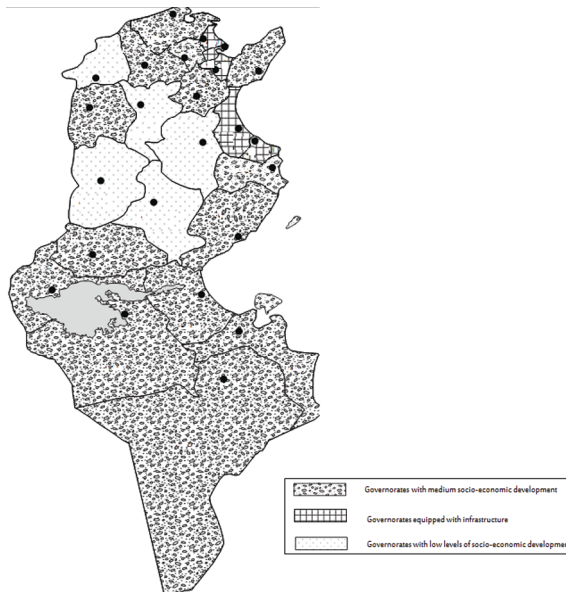 Governorates with medium socio-economic development
Governorates equipped with infrastructure
Governorates with low levels of socio-economic developme